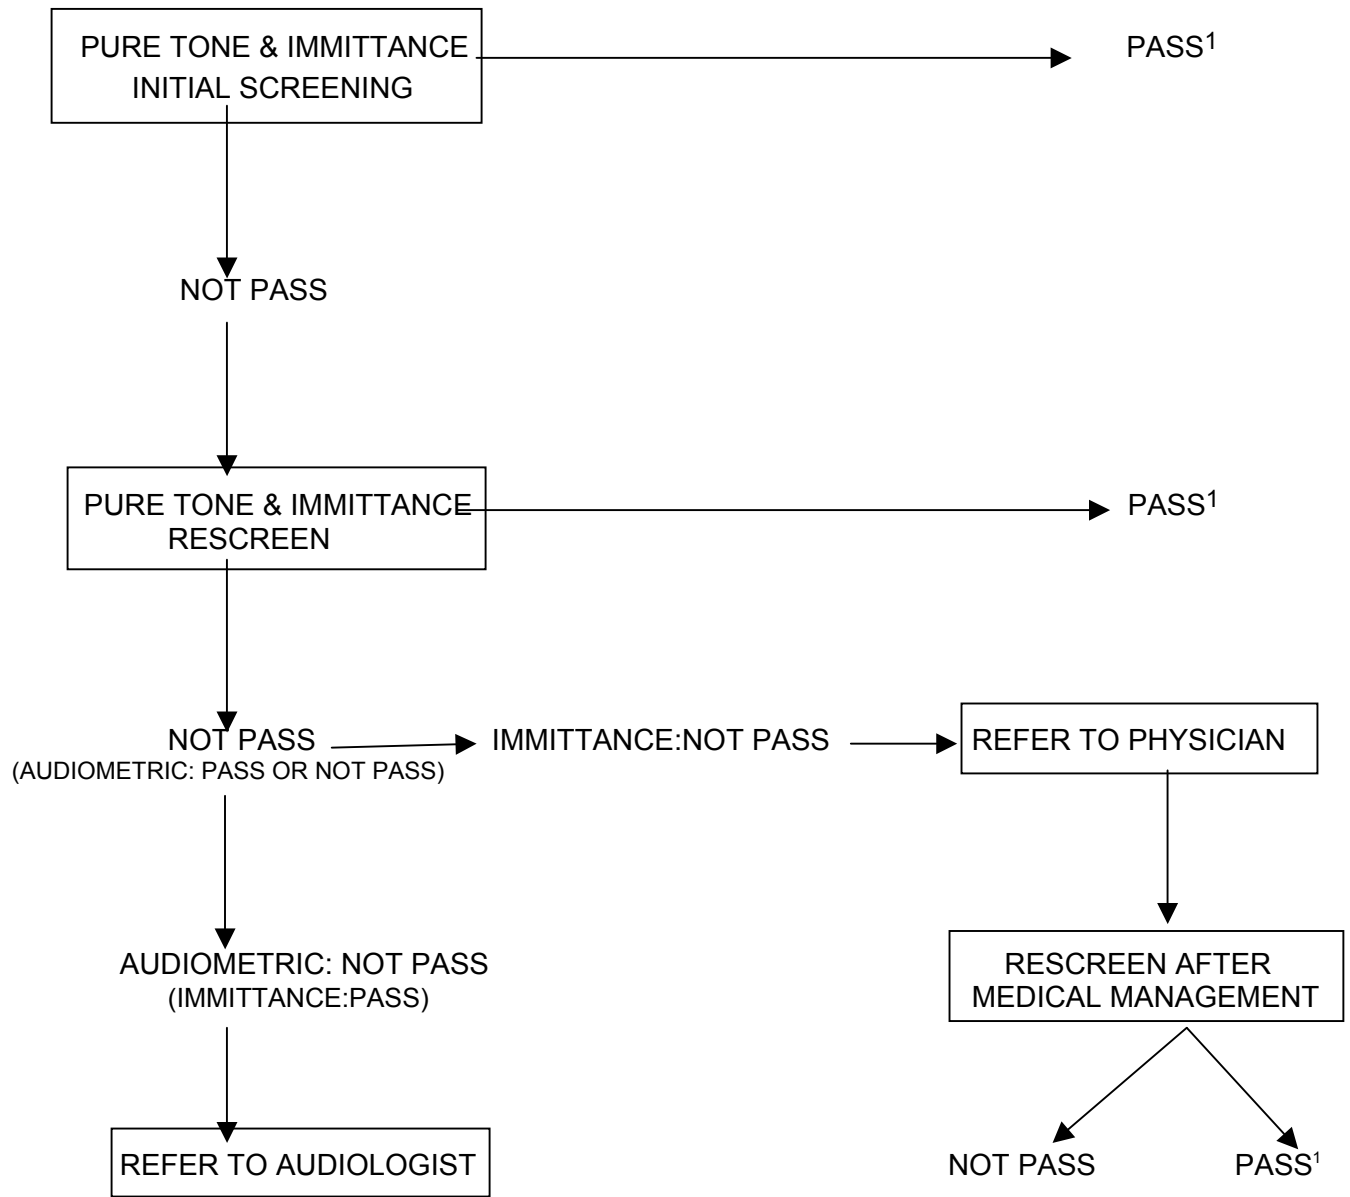 PURE TONE & IMMITTANCE
INITIAL SCREENING
PASS¹
NOT PASS
PURE TONE & IMMITTANCE
RESCREEN
PASS¹
NOT PASS
(AUDIOMETRIC: PASS OR NOT PASS)
IMMITTANCE:NOT PASS
REFER TO PHYSICIAN
AUDIOMETRIC: NOT PASS
(IMMITTANCE:PASS)
RESCREEN AFTER
MEDICAL MANAGEMENT
REFER TO AUDIOLOGIST
NOT PASS
PASS¹